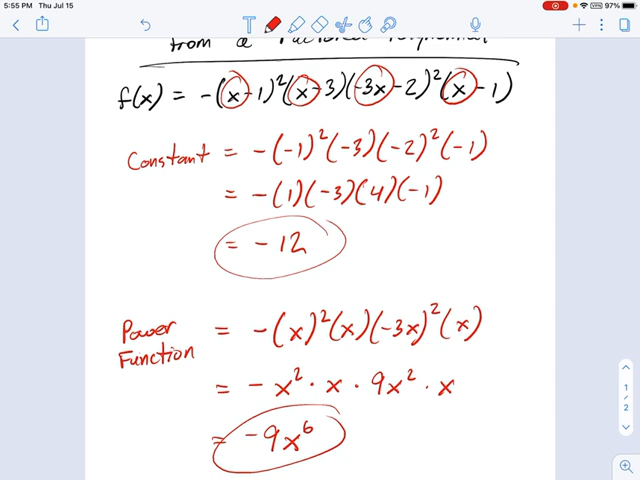 5:55 PM Thu Jul 15
97%
T
from a Factored Polynomial
f(x) = -(x-1)²(x-3)(-3x-2)²(x-1)
Constant = -(-1)²(-3)(-2)²(-1)
= -(1)(-3)(4)(-1)
= -12
Power Function = -(x)²(x)(-3x)²(x)
= -x² · x · 9x² · x
= -9x⁶
1
2